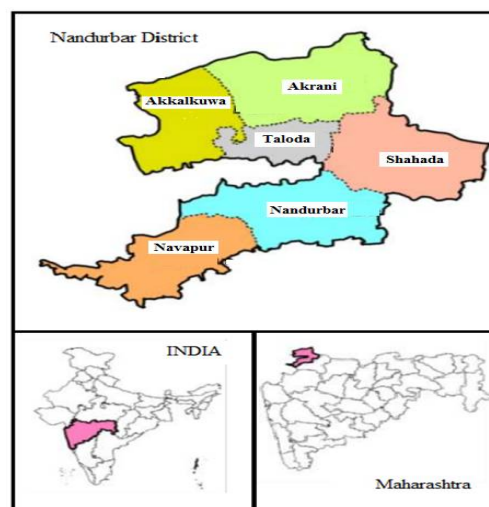 Nandurbar District
Akrani
Akkalkuwa
Taloda
Shahada
Nandurbar
Navapur
INDIA
Maharashtra